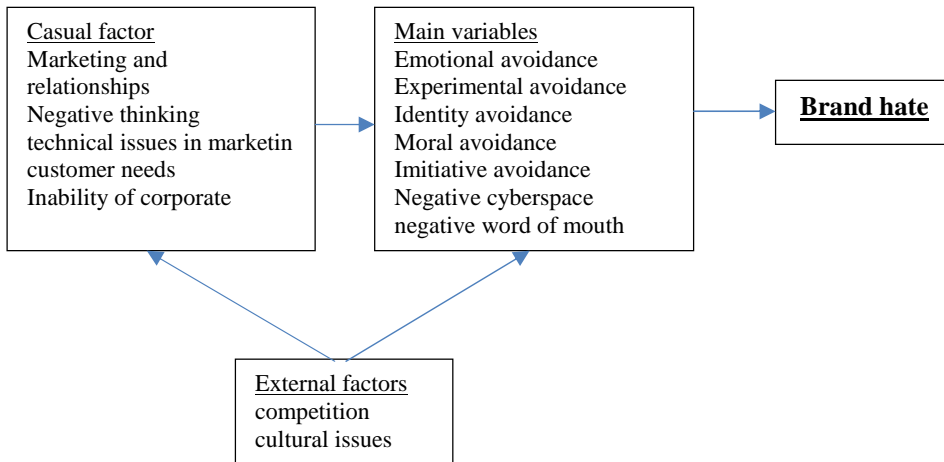 Casual factor
Marketing and
relationships
Negative thinking
technical issues in marketin
customer needs
Inability of corporate
Main variables
Emotional avoidance
Experimental avoidance
Identity avoidance
Moral avoidance
Imitiative avoidance
Negative cyberspace
negative word of mouth
Brand hate
External factors
competition
cultural issues